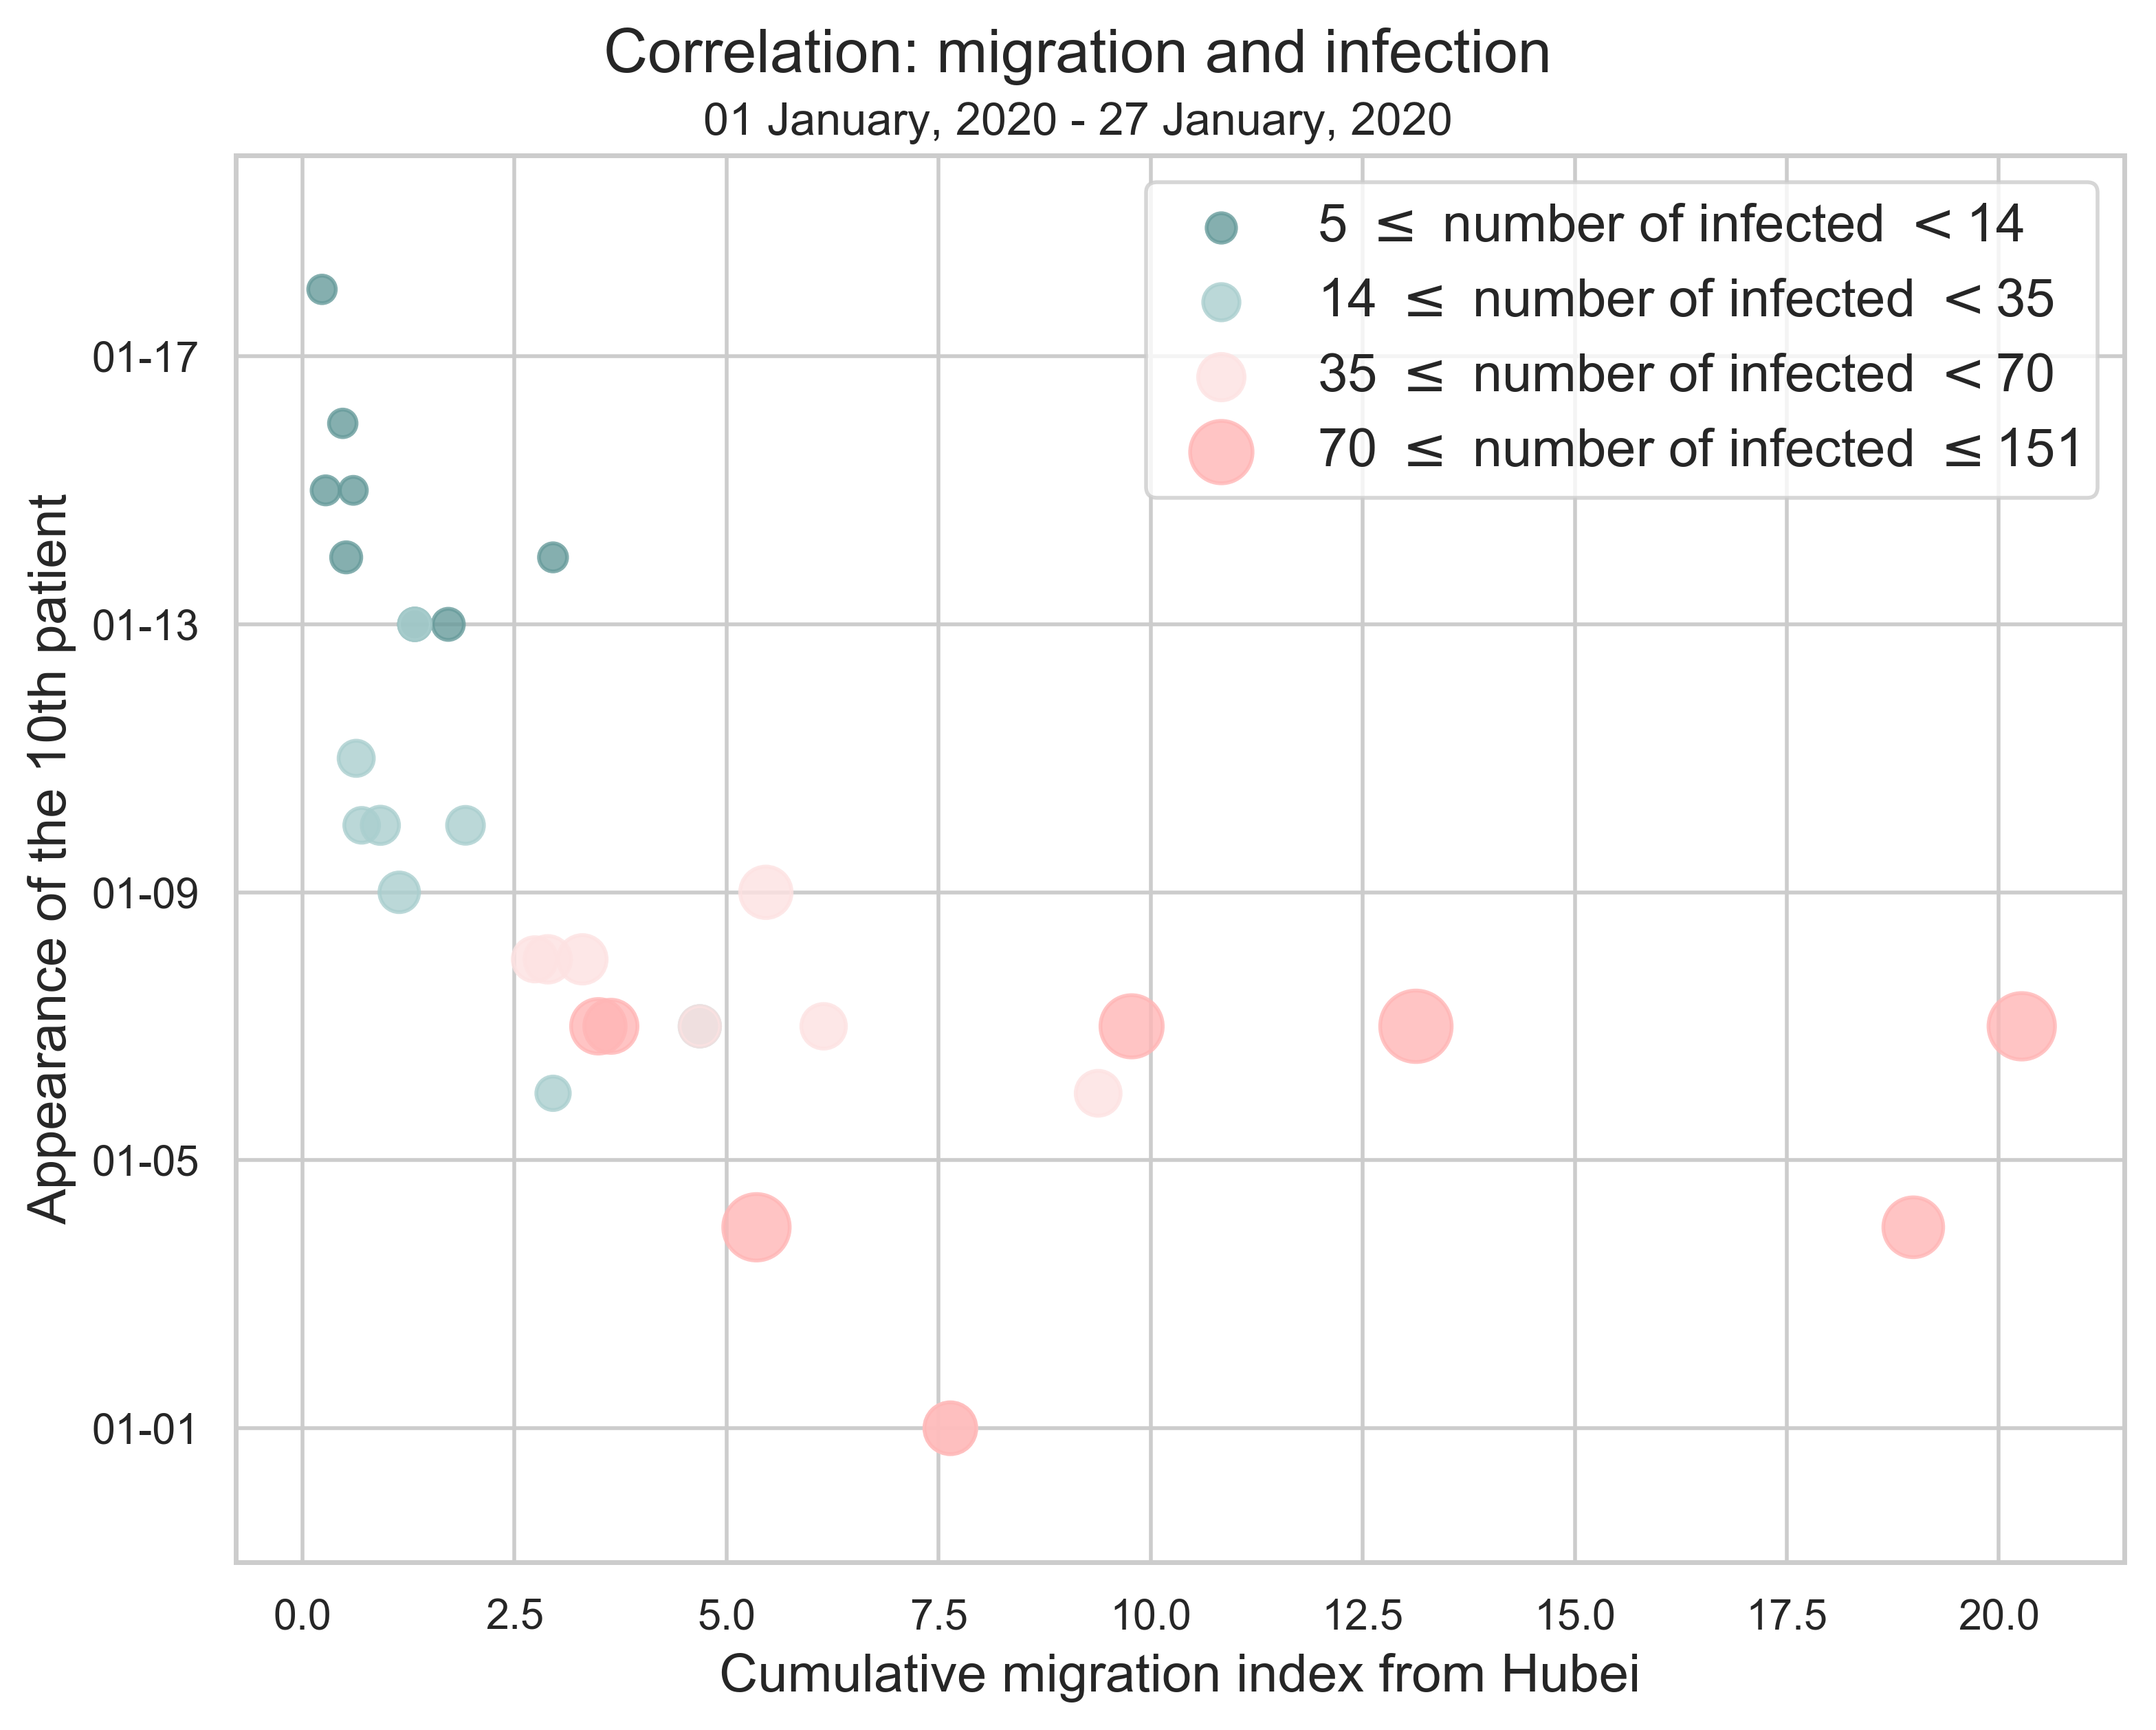 Correlation: migration and infection
01 January, 2020 - 27 January, 2020
5 ≤ number of infected < 14
14 ≤ number of infected < 35
35 ≤ number of infected < 70
70 ≤ number of infected ≤ 151
Appearance of the 10th patient
01-17
01-13
01-09
01-05
01-01
0.0 2.5 5.0 7.5 10.0 12.5 15.0 17.5 20.0
Cumulative migration index from Hubei